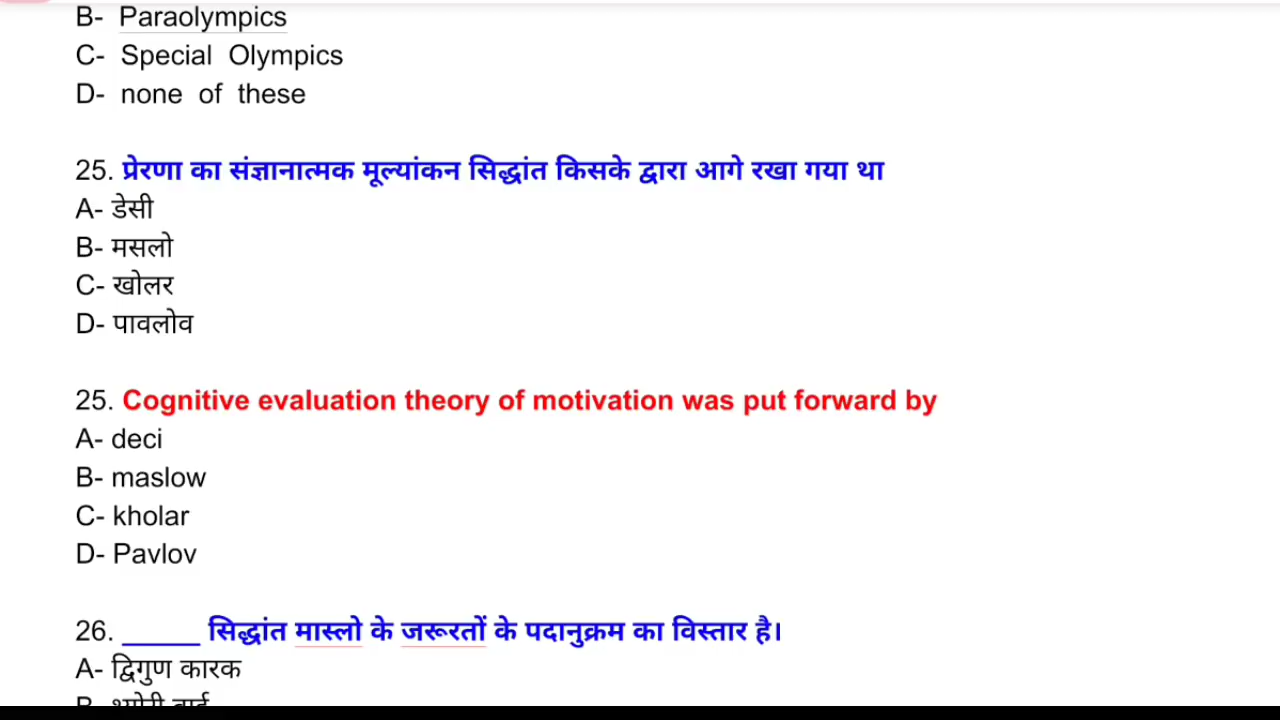 B- Paraolympics
C- Special Olympics
D- none of these
25. प्रेरणा का संज्ञानात्मक मूल्यांकन सिद्धांत किसके द्वारा आगे रखा गया था
A- डेसी
B- मसलो
C- खोलर
D- पावलोव
25. Cognitive evaluation theory of motivation was put forward by
A- deci
B- maslow
C- kholar
D- Pavlov
26. _____ सिद्धांत मास्लो के जरूरतों के पदानुक्रम का विस्तार है।
A- द्विगुण कारक